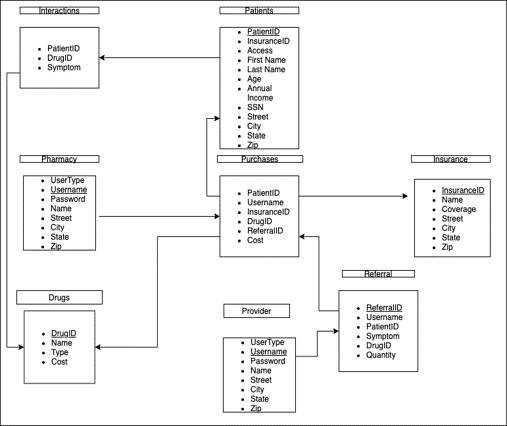 Interactions
PatientID
DrugID
Symptom
Patients
PatientID
InsuranceID
Access
First Name
Last Name
Age
Annual
Income
SSN
Street
City
State
Zip
Pharmacy
UserType
Username
Password
Name
Street
City
State
Zip
Purchases
PatientID
Username
InsuranceID
DrugID
ReferralID
Cost
Insurance
InsuranceID
Name
Coverage
Street
City
State
Zip
Drugs
DrugID
Name
Type
Cost
Provider
UserType
Username
Password
Name
Street
City
State
Zip
Referral
ReferralID
Username
PatientID
Symptom
DrugID
Quantity